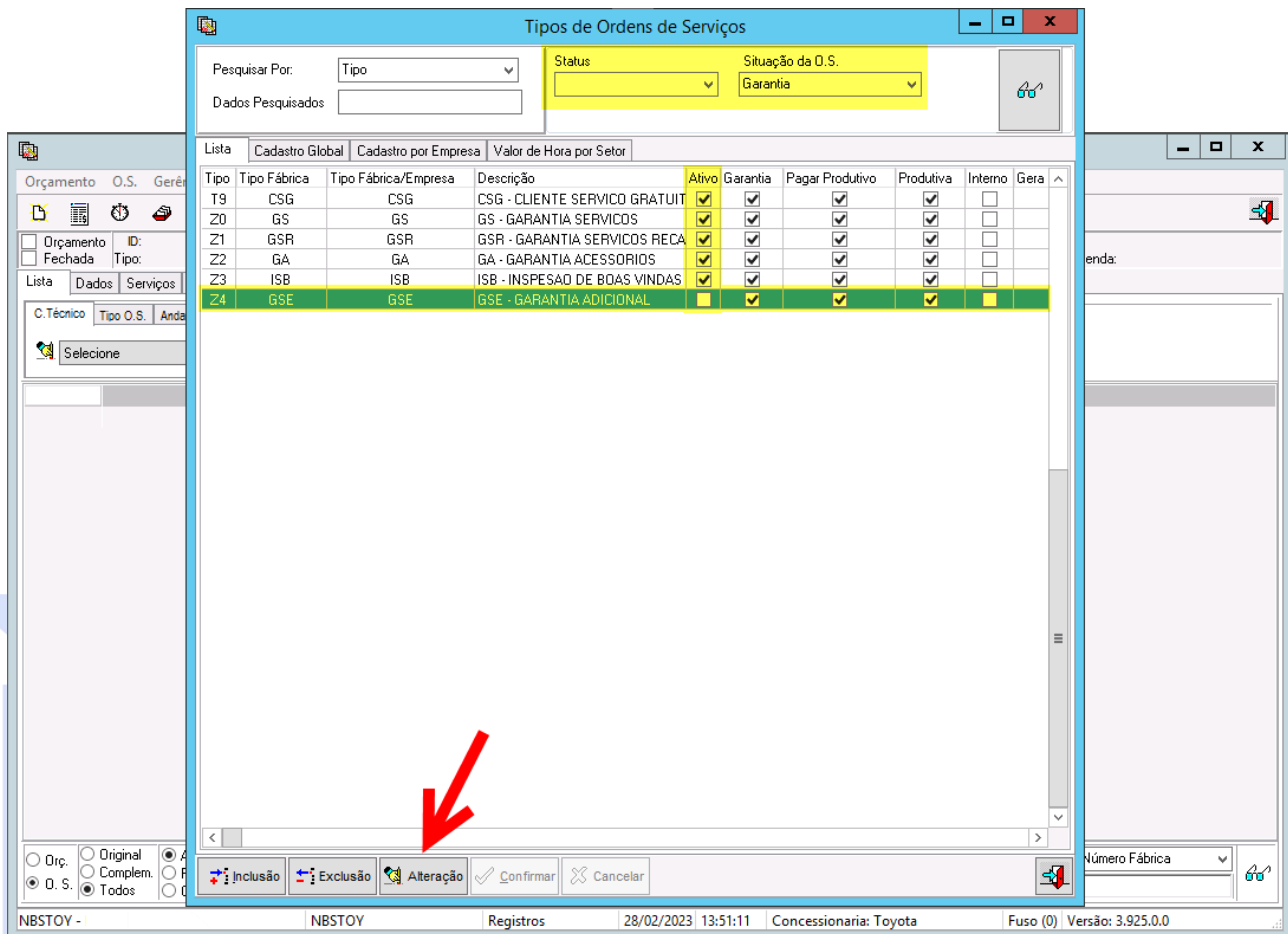 Tipos de Ordens de Serviços
Pesquisar Por:
Tipo
Dados Pesquisados
Status
Situação da O.S.
Garantia
Lista
Cadastro Global
Cadastro por Empresa
Valor de Hora por Setor
Tipo Tipo Fábrica Tipo Fábrica/Empresa Descrição Ativo Garantia Pagar Produtivo Produtiva Interno Gera
T9 CSG CSG CSG - CLIENTE SERVICO GRATUIT
Z0 GS GS GS - GARANTIA SERVICOS
Z1 GSR GSR GSR - GARANTIA SERVICOS RECA
Z2 GA GA GA - GARANTIA ACESSORIOS
Z3 ISB ISB ISB - INSPESAO DE BOAS VINDAS
Z4 GSE GSE GSE - GARANTIA ADICIONAL
Inclusão
Exclusão
Alteração
Confirmar
Cancelar
Orçamento O.S.
Orçamento ID:
Fechada Tipo:
enda:
Lista Dados Serviços
C.Técnico Tipo O.S.
Selecione
Orç. Original
Complem.
O. S. Todos
Número Fábrica
NBSTOY - NBSTOY Registros 28/02/2023 13:51:11 Concessionaria: Toyota Fuso (0) Versão: 3.925.0.0